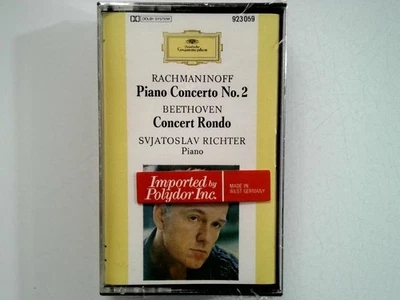 DOLBY SYSTEM
923059
Deutsche
Grammophon
RACHMANINOFF
Piano Concerto No. 2
BEETHOVEN
Concert Rondo
SVJATOSLAV RICHTER
Piano
Imported by
Polydor Inc.
MADE IN
WEST GERMANY